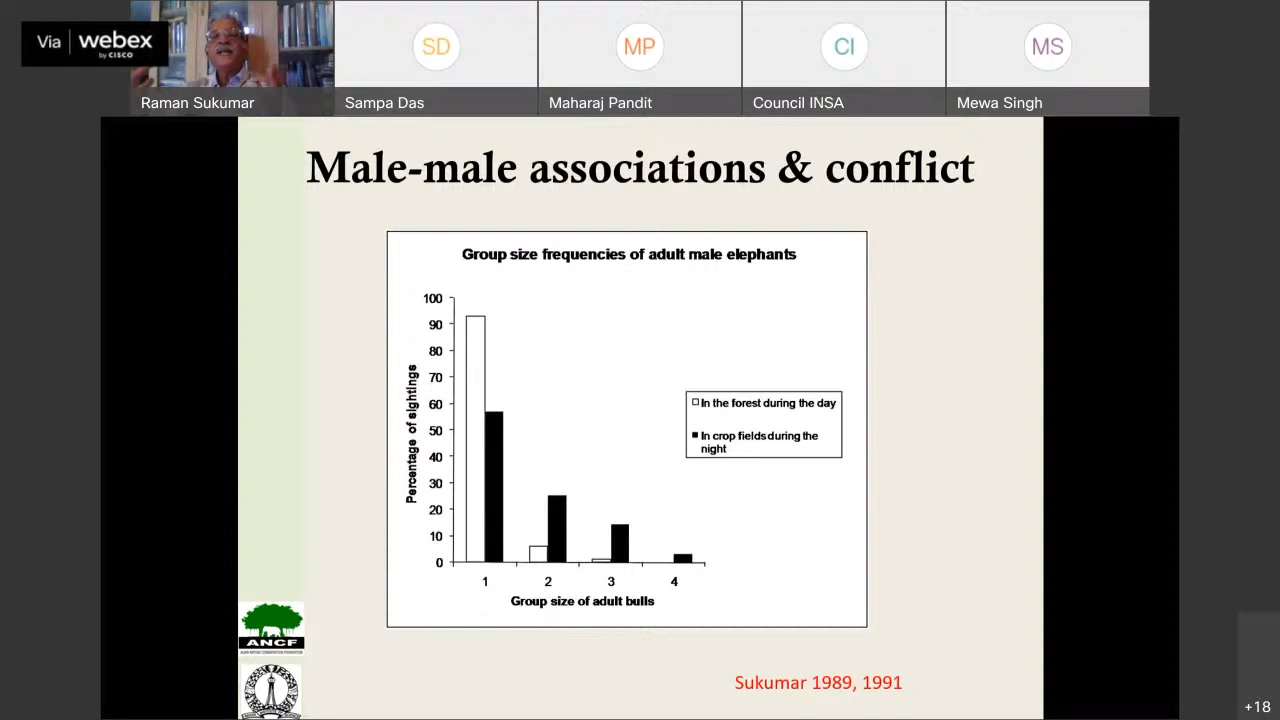 Via webex
by CISCO
SD
MP
CI
MS
Raman Sukumar
Sampa Das
Maharaj Pandit
Council INSA
Mewa Singh
Male-male associations & conflict
Group size frequencies of adult male elephants
100
90
80
70
60
50
40
30
20
10
0
Percentage of sightings
In the forest during the day
In crop fields during the
night
1 2 3 4
Group size of adult bulls
ANCF
Sukumar 1989, 1991
+18